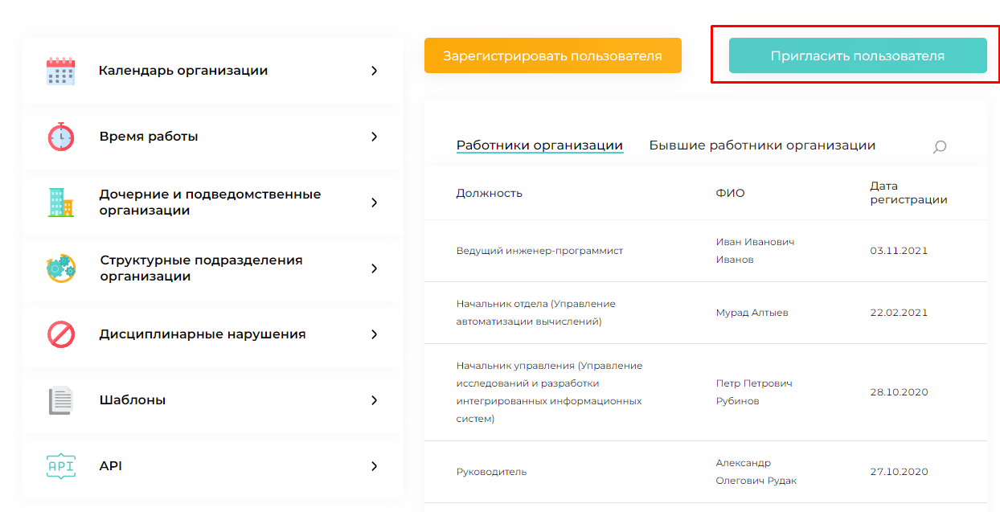 Календарь организации
Время работы
Дочерние и подведомственные
организации
Структурные подразделения
организации
Дисциплинарные нарушения
Шаблоны
API
API
Зарегистрировать пользователя
Пригласить пользователя
Работники организации
Бывшие работники организации
Должность
ФИО
Дата
регистрации
Ведущий инженер-программист
Иван Иванович
Иванов
03.11.2021
Начальник отдела (Управление
автоматизации вычислений)
Мурад Алтыев
22.02.2021
Начальник управления (Управление
исследований и разработки
интегрированных информационных
систем)
Петр Петрович
Рубинов
28.10.2020
Руководитель
Александр
Олегович Рудак
27.10.2020